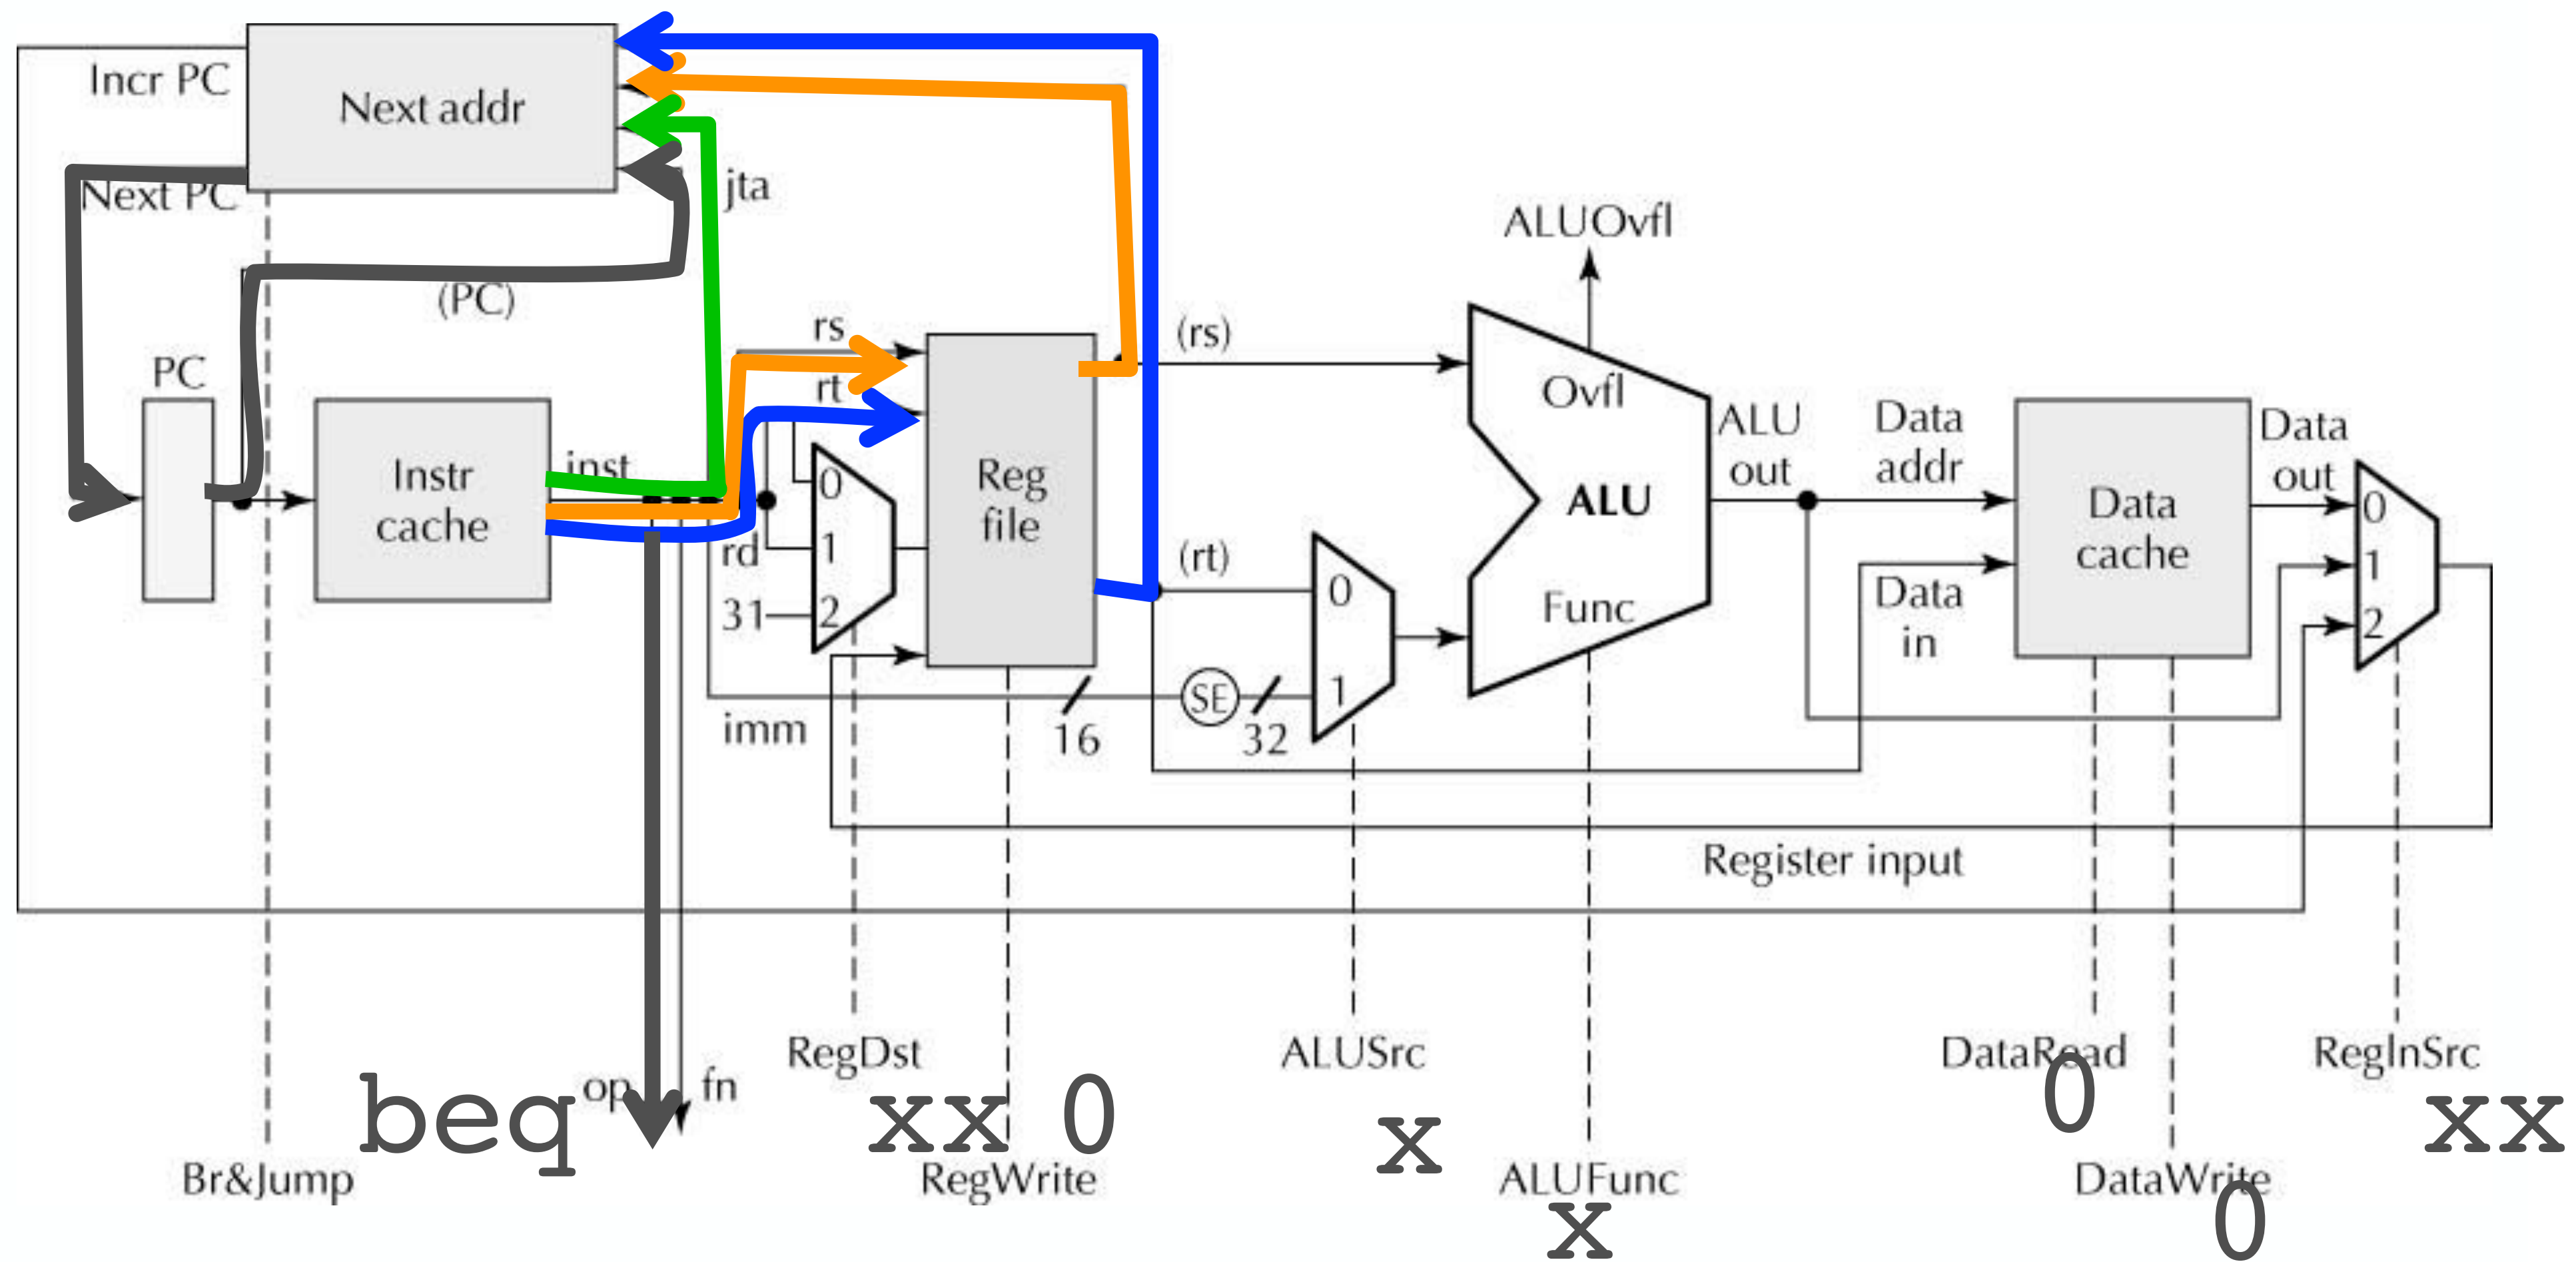 Incr PC
Next addr
Next PC
jta
(PC)
ALUOvfl
PC
rs
(rs)
rt
Ovfl
ALU
out
Data
addr
Data
out
Instr
cache
inst
0
Reg
file
ALU
Data
cache
0
1
2
rd
1
31
2
(rt)
0
Func
Data
in
1
SE
imm
16
32
Register input
RegDst
ALUSrc
DataRead
RegInSrc
beq
op
fn
xx
0
x
0
xx
Br&Jump
RegWrite
ALUFunc
DataWrite
x
0